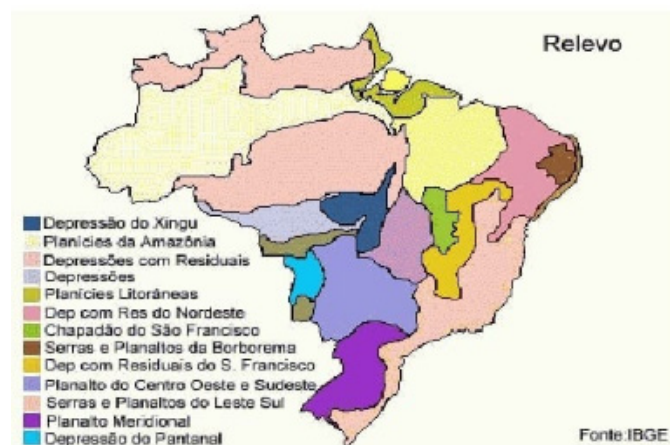 Relevo
Depressão do Xingu
Planícies da Amazônia
Depressões com Residuais
Depressões
Planícies Litorâneas
Dep com Res do Nordeste
Chapadão do São Francisco
Serras e Planaltos da Borborema
Dep com Residuais do S. Francisco
Planalto do Centro Oeste e Sudeste
Serras e Planaltos do Leste Sul
Planalto Meridional
Depressão do Pantanal
Fonte:IBGE